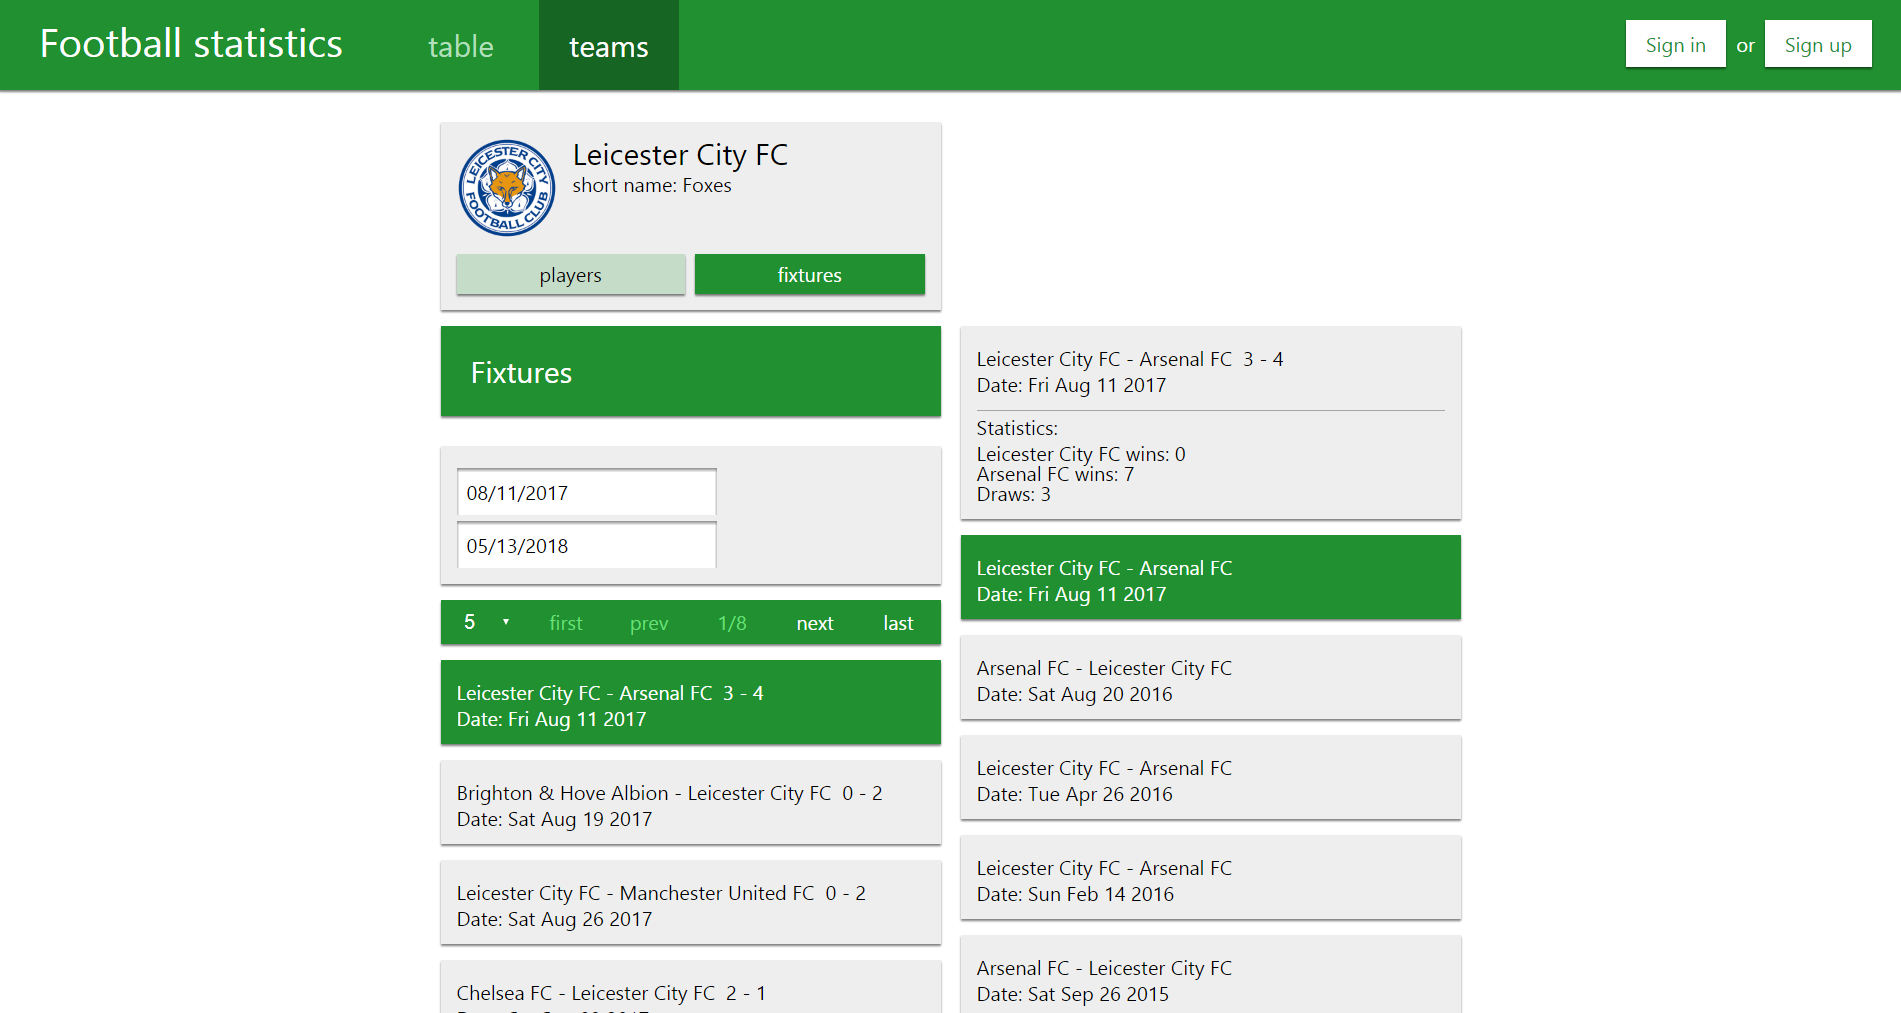 Football statistics
table
teams
Sign in
or
Sign up
LEICESTER CITY
FOOTBALL CLUB
Leicester City FC
short name: Foxes
players
fixtures
Fixtures
08/11/2017
05/13/2018
5
first
prev
1/8
next
last
Leicester City FC - Arsenal FC 3 - 4
Date: Fri Aug 11 2017
Brighton & Hove Albion - Leicester City FC 0 - 2
Date: Sat Aug 19 2017
Leicester City FC - Manchester United FC 0 - 2
Date: Sat Aug 26 2017
Chelsea FC - Leicester City FC 2 - 1
Leicester City FC - Arsenal FC 3 - 4
Date: Fri Aug 11 2017
Statistics:
Leicester City FC wins: 0
Arsenal FC wins: 7
Draws: 3
Leicester City FC - Arsenal FC
Date: Fri Aug 11 2017
Arsenal FC - Leicester City FC
Date: Sat Aug 20 2016
Leicester City FC - Arsenal FC
Date: Tue Apr 26 2016
Leicester City FC - Arsenal FC
Date: Sun Feb 14 2016
Arsenal FC - Leicester City FC
Date: Sat Sep 26 2015